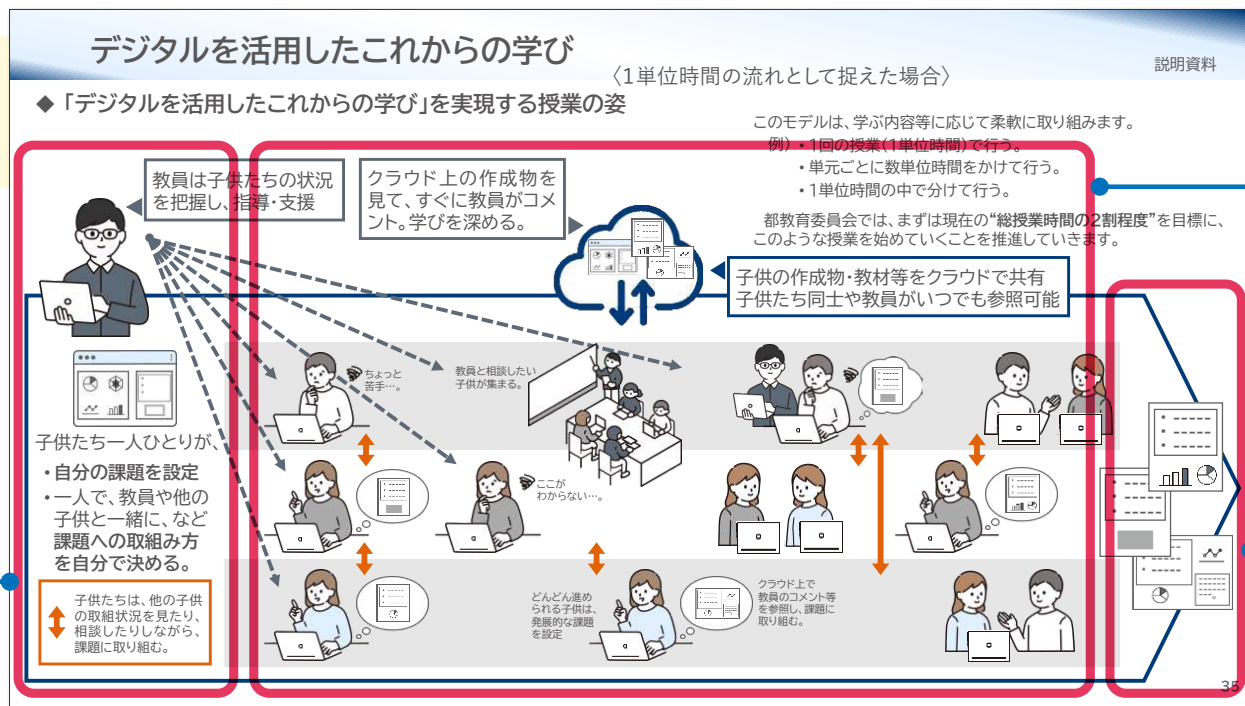 デジタルを活用したこれからの学び
〈1単位時間の流れとして捉えた場合〉
説明資料
◆「デジタルを活用したこれからの学び」を実現する授業の姿
このモデルは、学ぶ内容等に応じて柔軟に取り組みます。
例)・1回の授業(1単位時間)で行う。
・単元ごとに数単位時間をかけて行う。
・1単位時間の中で分けて行う。
都教育委員会では、まずは現在の“総授業時間の2割程度”を目標に、
このような授業を始めていくことを推進していきます。
教員は子供たちの状況
を把握し、指導・支援
クラウド上の作成物を
見て、すぐに教員がコメ
ント。学びを深める。
子供の作成物・教材等をクラウドで共有
子供たち同士や教員がいつでも参照可能
ちょっと
苦手…。
教員と相談したい
子供が集まる。
子供たち一人ひとりが、
・自分の課題を設定
・一人で、教員や他の
子供と一緒に、など
課題への取組み方
を自分で決める。
ここが
わからない…。
子供たちは、他の子供
の取組状況を見たり、
相談したりしながら、
課題に取り組む。
どんどん進め
られる子供は、
発展的な課題
を設定
クラウド上で
教員のコメント等
を参照し、課題に
取り組む。
35